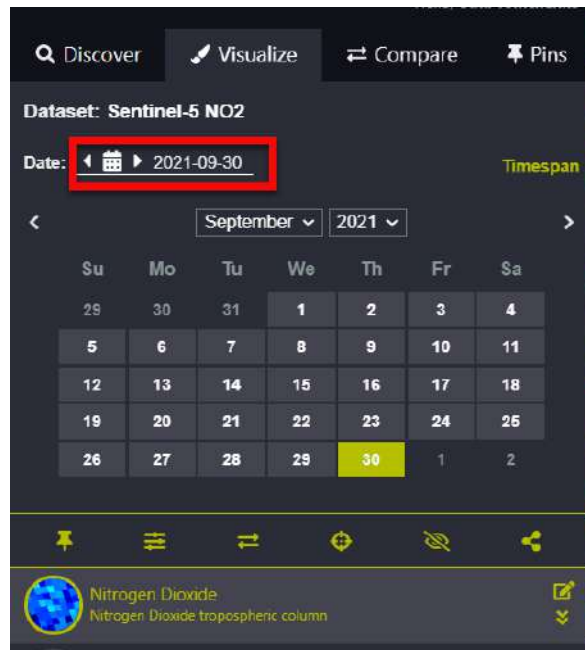 Discover Visualize Compare Pins
Dataset: Sentinel-5 NO2
Date: 2021-09-30 Timespan
September 2021
Su Mo Tu We Th Fr Sa
29 30 31 1 2 3 4
5 6 7 8 9 10 11
12 13 14 15 16 17 18
19 20 21 22 23 24 25
26 27 28 29 30 1 2
Nitrogen Dioxide
Nitrogen Dioxide tropospheric column